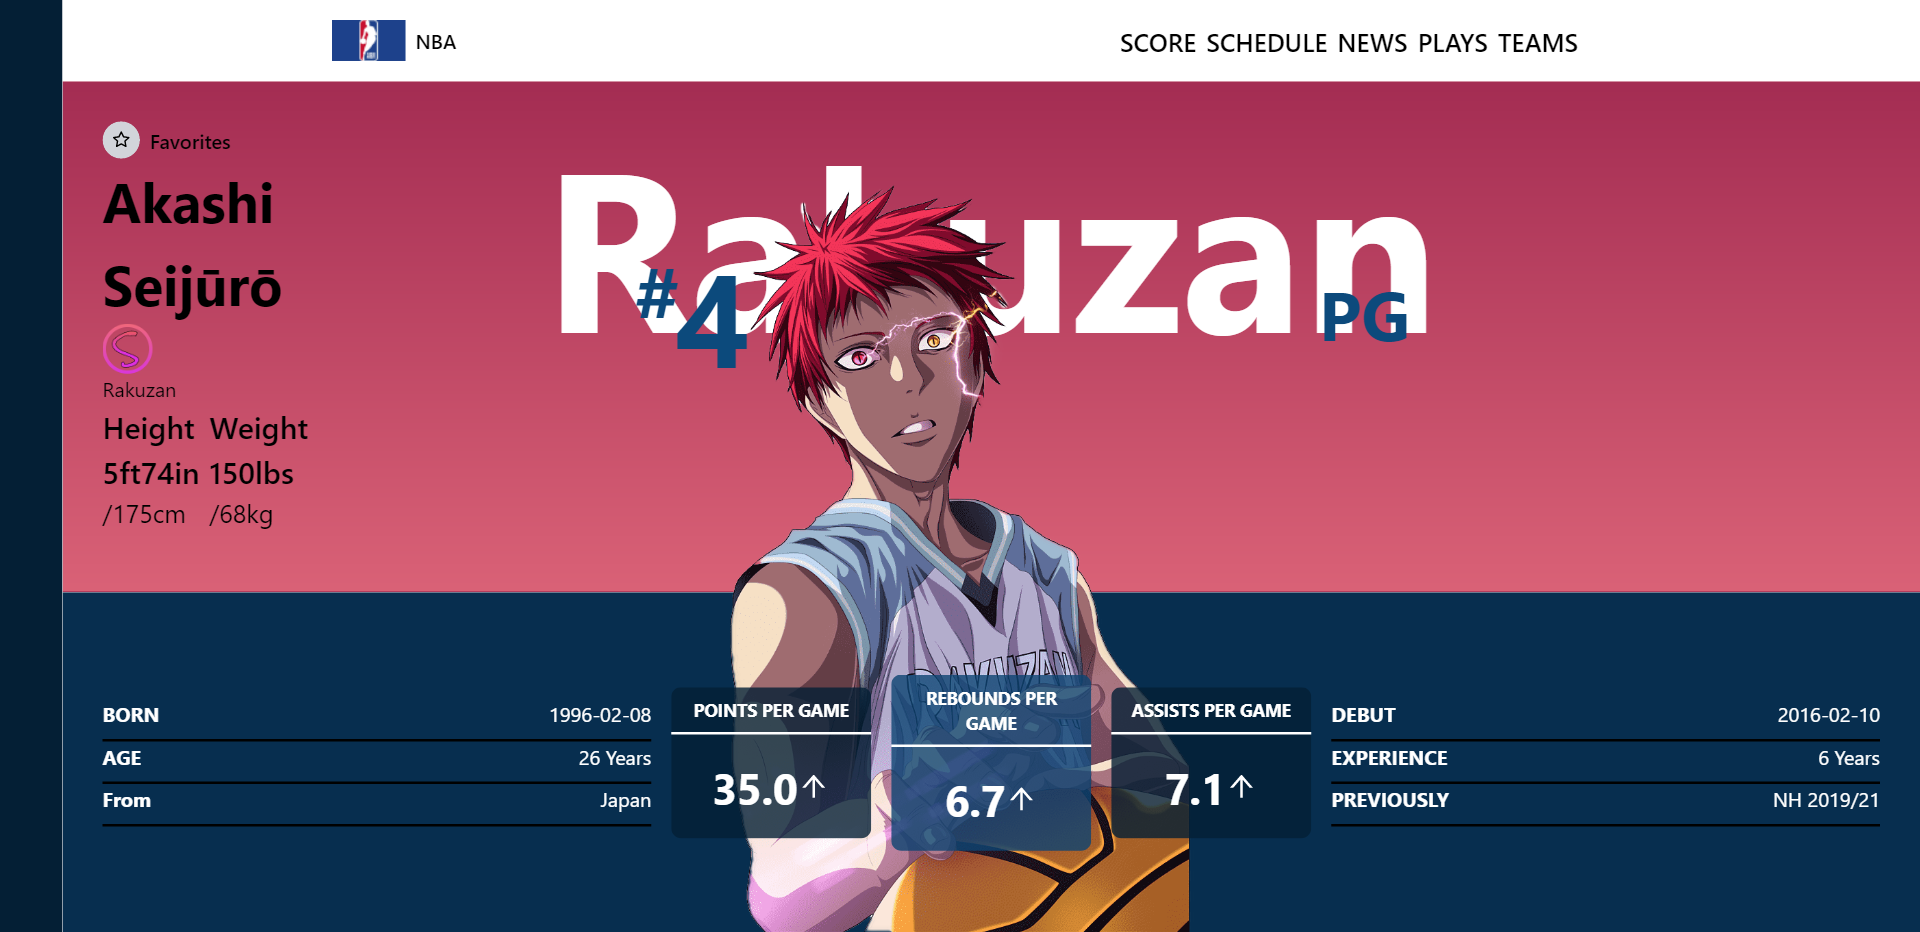 NBA
SCORE SCHEDULE NEWS PLAYS TEAMS
Favorites
Akashi
Seijūrō
Rakuzan
Height Weight
5ft74in 150lbs
/175cm /68kg
Rakuzan
#4
PG
RAKUZAN
BORN 1996-02-08
AGE 26 Years
From Japan
POINTS PER GAME
35.0↑
REBOUNDS PER
GAME
6.7↑
ASSISTS PER GAME
7.1↑
DEBUT 2016-02-10
EXPERIENCE 6 Years
PREVIOUSLY NH 2019/21